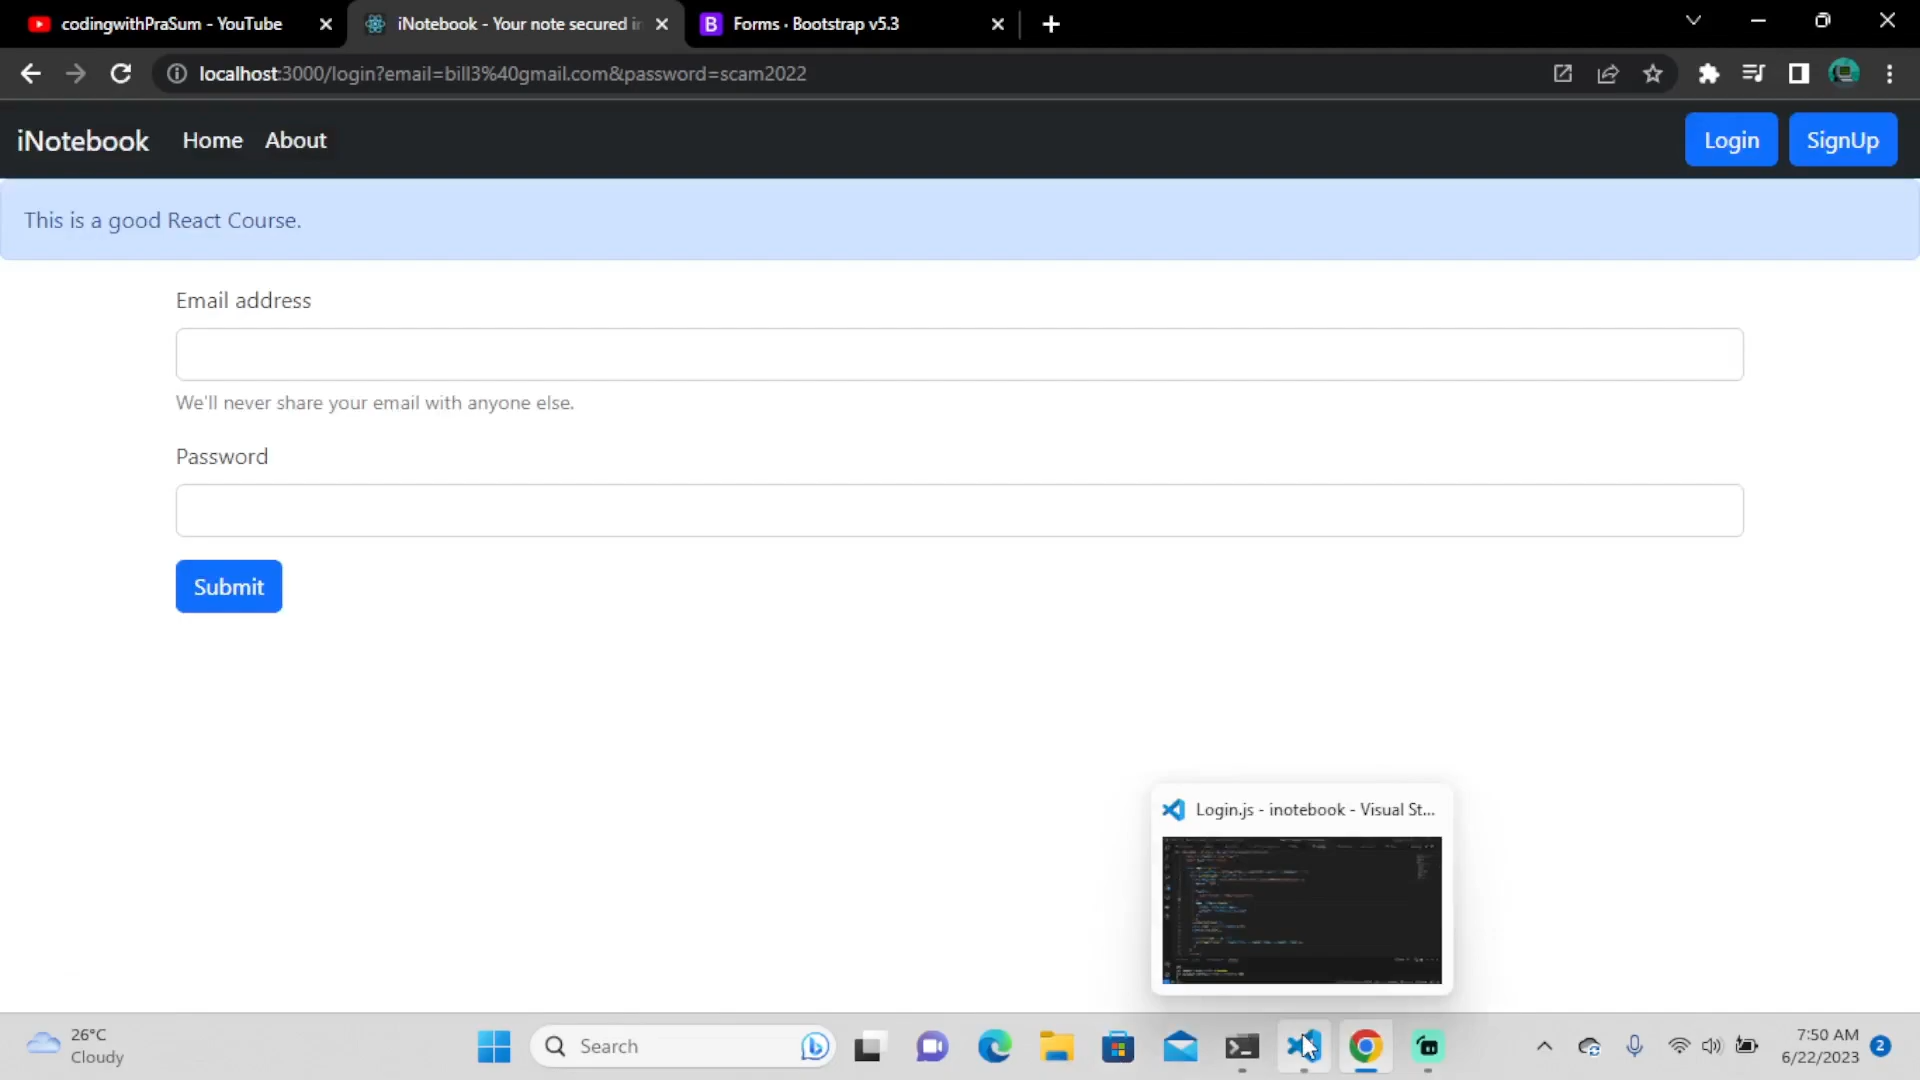 codingwithPraSum - YouTube
iNotebook - Your note secured i
Forms · Bootstrap v5.3
localhost:3000/login?email=bill3%40gmail.com&password=scam2022
iNotebook
Home
About
Login
SignUp
This is a good React Course.
Email address
We'll never share your email with anyone else.
Password
Submit
Login.js - inotebook - Visual St...
26°C
Cloudy
Search
7:50 AM
6/22/2023
2